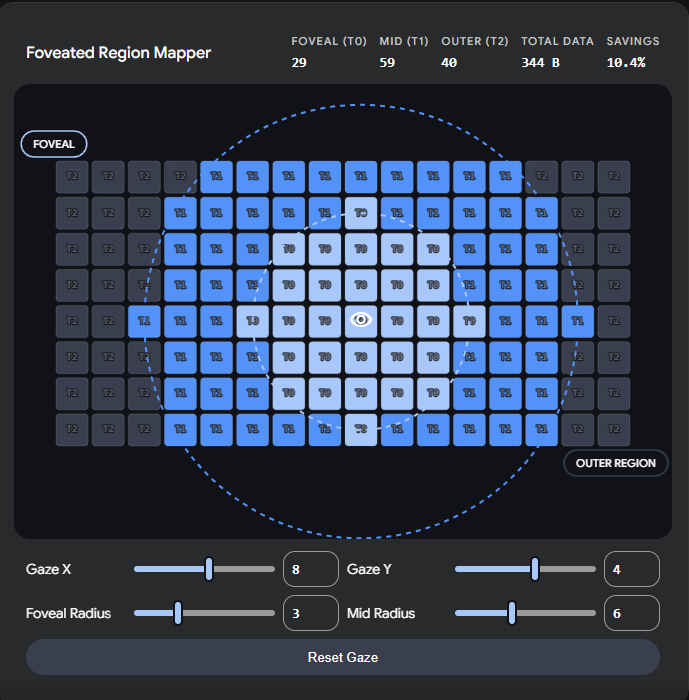 Foveated Region Mapper
FOVEAL (T0) MID (T1) OUTER (T2) TOTAL DATA SAVINGS
29 59 40 344 B 10.4%
FOVEAL
T2 T2 T2 T2 T1 T1 T1 T1 T1 T1 T1 T1 T1 T2 T2 T2
T2 T2 T2 T1 T1 T1 T1 T1 T0 T1 T1 T1 T1 T1 T2 T2
T2 T2 T2 T1 T1 T1 T0 T0 T0 T0 T0 T1 T1 T1 T2 T2
T2 T2 T2 T1 T1 T1 T0 T0 T0 T0 T0 T1 T1 T1 T2 T2
T2 T2 T1 T1 T1 T0 T0 T0 T0 T0 T0 T1 T1 T1 T2
T2 T2 T2 T1 T1 T1 T0 T0 T0 T0 T0 T1 T1 T1 T2 T2
T2 T2 T2 T1 T1 T1 T0 T0 T0 T0 T0 T1 T1 T1 T2 T2
T2 T2 T2 T1 T1 T1 T1 T1 T0 T1 T1 T1 T1 T1 T2 T2
OUTER REGION
Gaze X 8 Gaze Y 4
Foveal Radius 3 Mid Radius 6
Reset Gaze